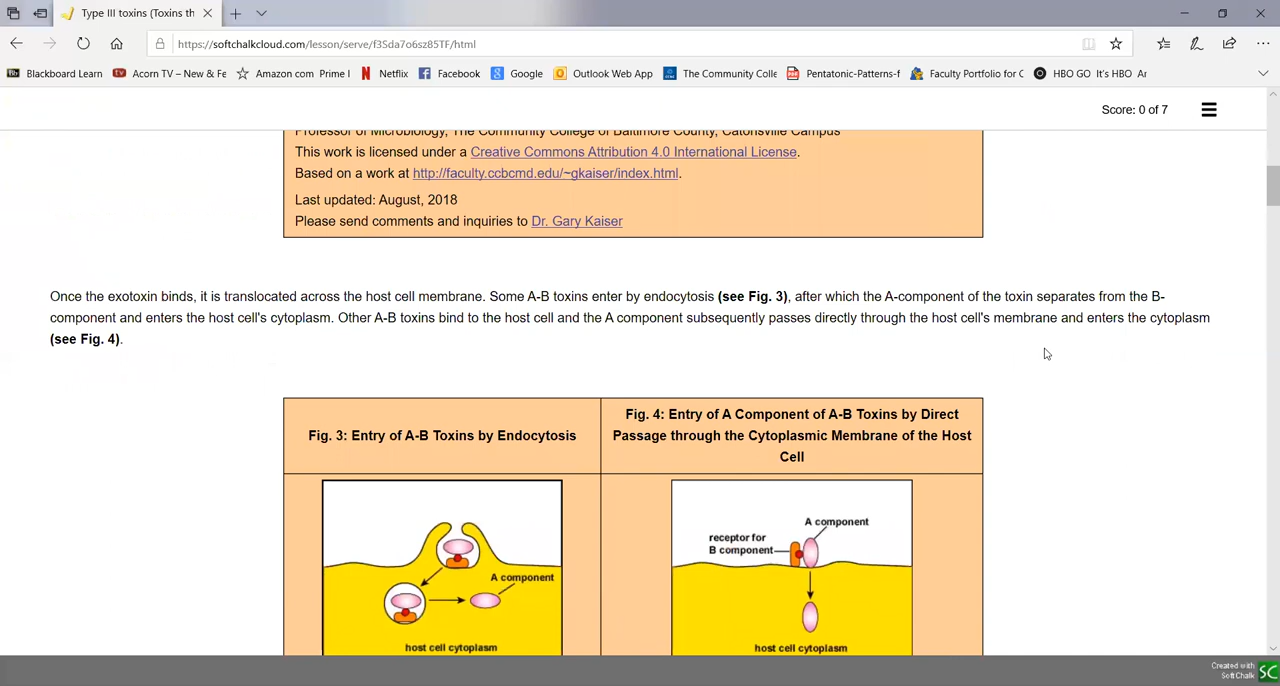 Type III toxins (Toxins th
https://softchalkcloud.com/lesson/serve/f35da7o6sz85TF/html
Blackboard Learn Acorn TV – New & Fe Amazon com Prime I Netflix Facebook Google Outlook Web App The Community Colle Pentatonic-Patterns-f Faculty Portfolio for C HBO GO It's HBO Ar
Score: 0 of 7
Professor of Microbiology, The Community College of Baltimore County, Catonsville Campus
This work is licensed under a Creative Commons Attribution 4.0 International License.
Based on a work at http://faculty.ccbcmd.edu/~gkaiser/index.html.
Last updated: August, 2018
Please send comments and inquiries to Dr. Gary Kaiser
Once the exotoxin binds, it is translocated across the host cell membrane. Some A-B toxins enter by endocytosis (see Fig. 3), after which the A-component of the toxin separates from the B-
component and enters the host cell's cytoplasm. Other A-B toxins bind to the host cell and the A component subsequently passes directly through the host cell's membrane and enters the cytoplasm
(see Fig. 4).
Fig. 3: Entry of A-B Toxins by Endocytosis
Fig. 4: Entry of A Component of A-B Toxins by Direct
Passage through the Cytoplasmic Membrane of the Host
Cell
A component
host cell cytoplasm
A component
receptor for
B component
host cell cytoplasm
Created with
SoftChalk
SC